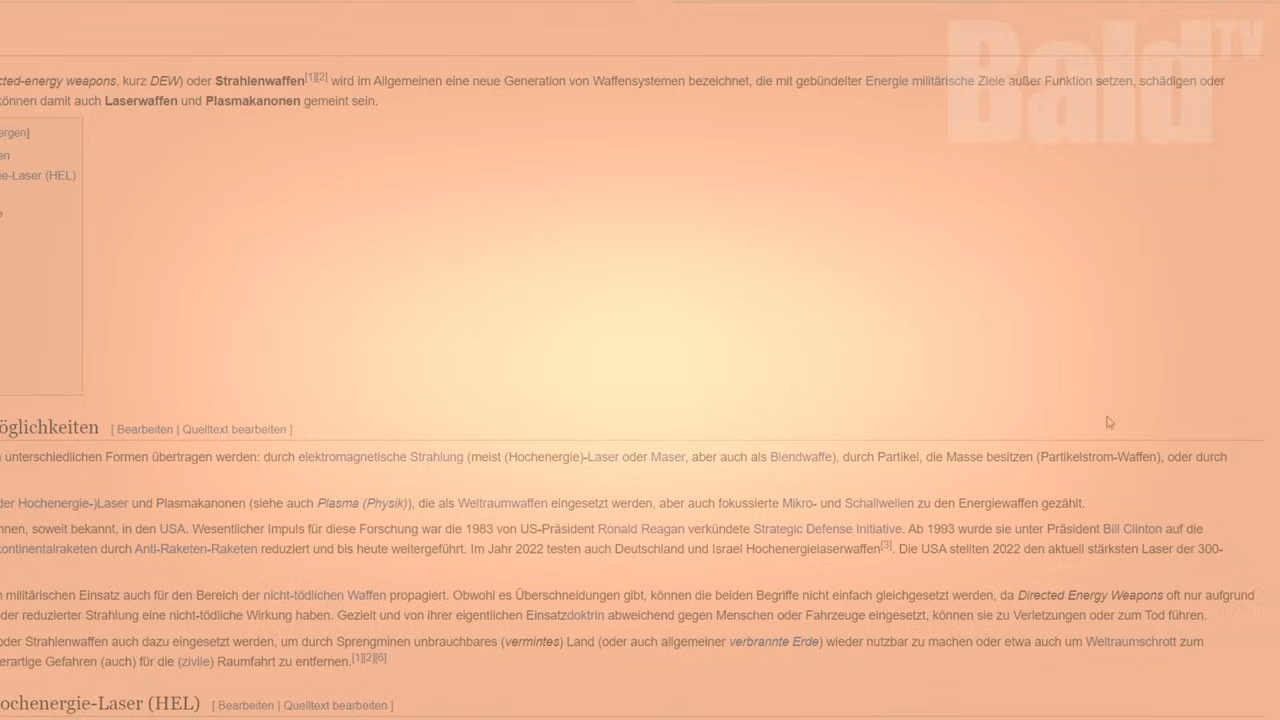 Bald TV
cted-energy weapons, kurz DEW) oder Strahlenwaffen[1][2] wird im Allgemeinen eine neue Generation von Waffensystemen bezeichnet, die mit gebündelter Energie militärische Ziele außer Funktion setzen, schädigen oder
können damit auch Laserwaffen und Plasmakanonen gemeint sein.
ergen]
en
ie-Laser (HEL)
e
öglichkeiten [ Bearbeiten | Quelltext bearbeiten ]
n unterschiedlichen Formen übertragen werden: durch elektromagnetische Strahlung (meist (Hochenergie)-Laser oder Maser, aber auch als Blendwaffe), durch Partikel, die Masse besitzen (Partikelstrom-Waffen), oder durch
der Hochenergie-)Laser und Plasmakanonen (siehe auch Plasma (Physik)), die als Weltraumwaffen eingesetzt werden, aber auch fokussierte Mikro- und Schallwellen zu den Energiewaffen gezählt.
nnen, soweit bekannt, in den USA. Wesentlicher Impuls für diese Forschung war die 1983 von US-Präsident Ronald Reagan verkündete Strategic Defense Initiative. Ab 1993 wurde sie unter Präsident Bill Clinton auf die
kontinentalraketen durch Anti-Raketen-Raketen reduziert und bis heute weitergeführt. Im Jahr 2022 testen auch Deutschland und Israel Hochenergielaserwaffen[3]. Die USA stellten 2022 den aktuell stärksten Laser der 300-
n militärischen Einsatz auch für den Bereich der nicht-tödlichen Waffen propagiert. Obwohl es Überschneidungen gibt, können die beiden Begriffe nicht einfach gleichgesetzt werden, da Directed Energy Weapons oft nur aufgrund
der reduzierter Strahlung eine nicht-tödliche Wirkung haben. Gezielt und von ihrer eigentlichen Einsatzdoktrin abweichend gegen Menschen oder Fahrzeuge eingesetzt, können sie zu Verletzungen oder zum Tod führen.
oder Strahlenwaffen auch dazu eingesetzt werden, um durch Sprengminen unbrauchbares (vermintes) Land (oder auch allgemeiner verbrannte Erde) wieder nutzbar zu machen oder etwa auch um Weltraumschrott zum
erartige Gefahren (auch) für die (zivile) Raumfahrt zu entfernen.[1][2][6]
ochenergie-Laser (HEL) [ Bearbeiten | Quelltext bearbeiten ]